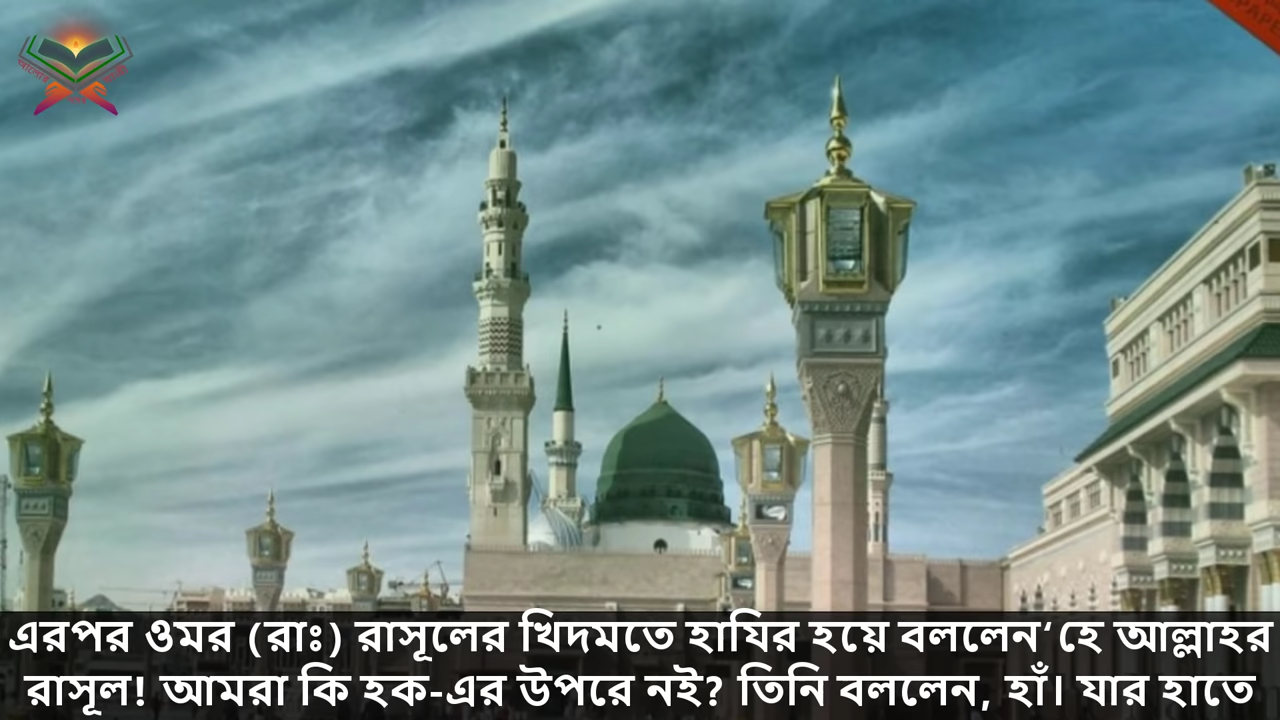 এরপর ওমর (রাঃ) রাসূলের খিদমতে হাযির হয়ে বললেন‘হে আল্লাহর
রাসূল! আমরা কি হক-এর উপরে নই? তিনি বললেন, হাঁ। যার হাতে